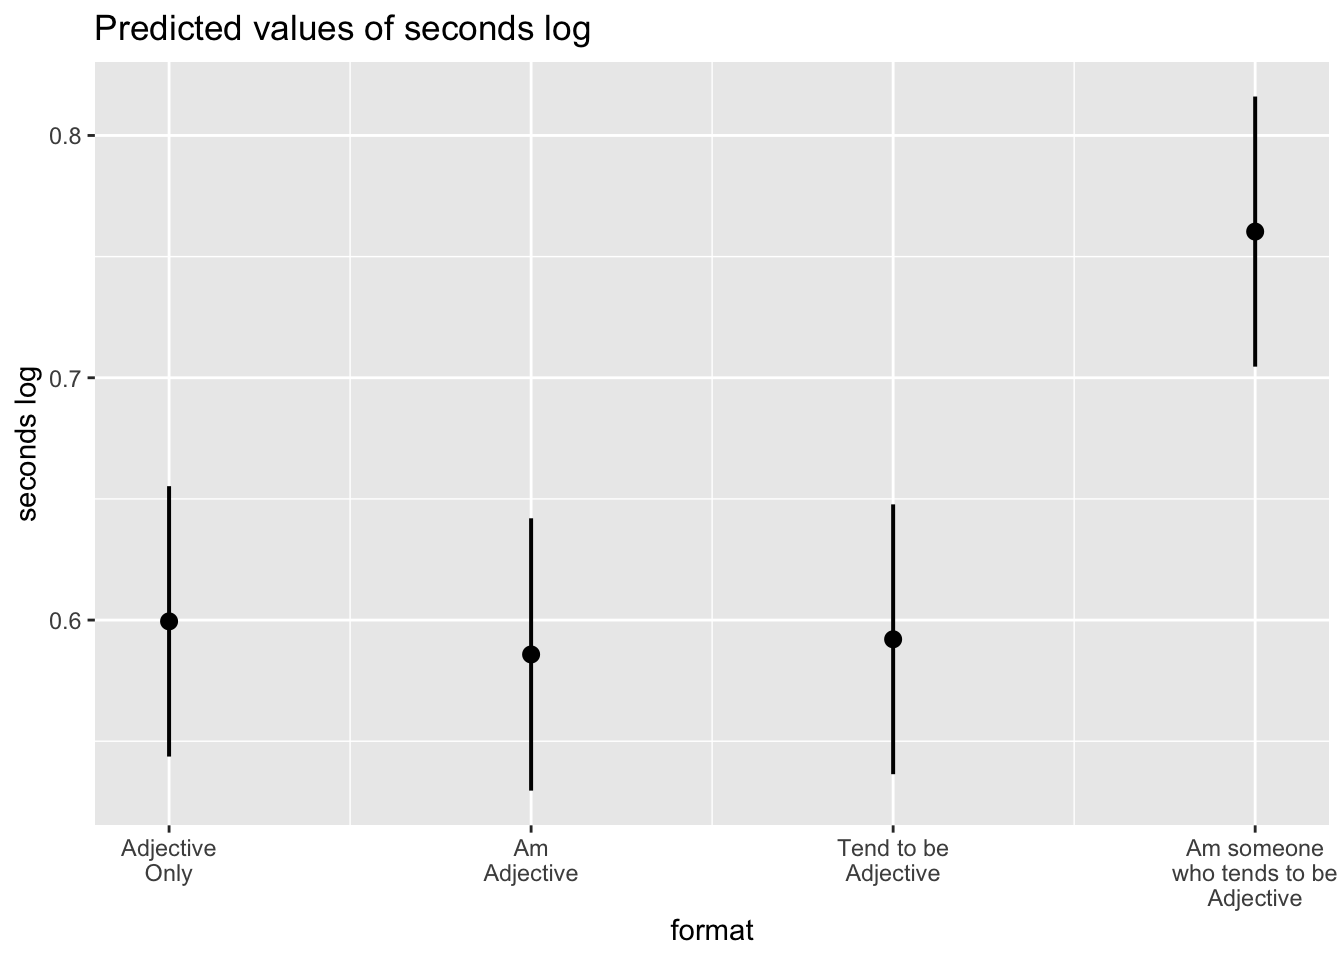 Predicted values of seconds log
seconds log
0.8
0.7
0.6
Adjective
Only
Am
Adjective
Tend to be
Adjective
Am someone
who tends to be
Adjective
format